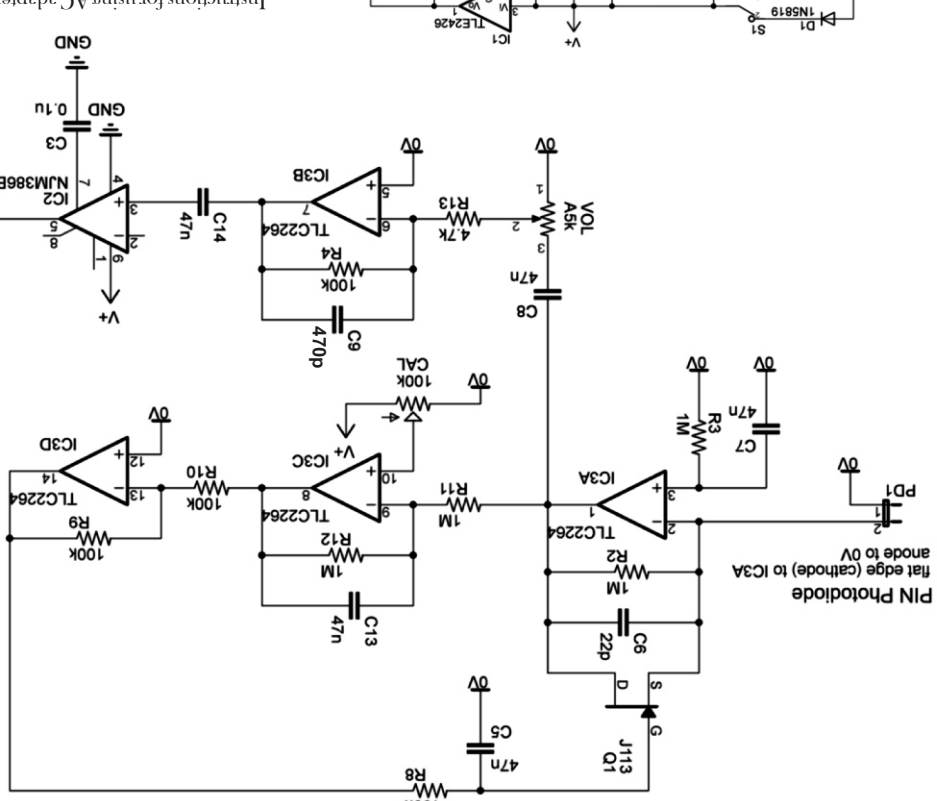 R8
G
47n
C5
0V
J113
Q1
S
D
C6
22p
C13
47n
PIN Photodiode
flat edge (cathode) to IC3A
anode to 0V
1M
R2
1M
R12
100k
R9
PD1
2
1
0V
2
3
1
TLC2264
IC3A
1M
R11
9
10
8
TLC2264
IC3C
100k
R10
13
12
14
TLC2264
IC3D
C7
47n
R3
1M
0V
0V
V+
0V
0V
100k
CAL
C9
470p
C8
47n
100k
R4
V+
VOL
A5k
3
2
1
4.7k
R13
6
5
7
TLC2264
IC3B
C14
47n
2
3
6
1
8
5
4
7
IC2
0V
0V
GND
C3
0.1u
GND
D1
1N5819
S1
V+
IC1
TLE2426
3
1
Instructions for using AC